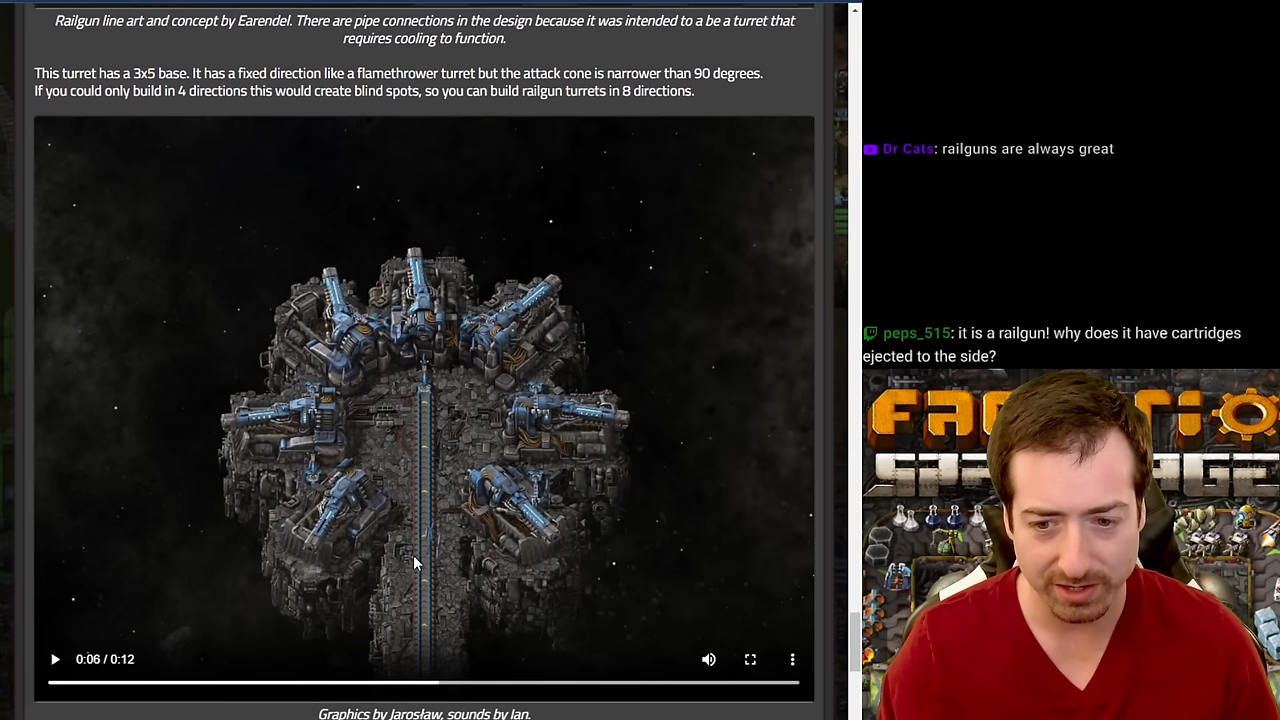 Railgun line art and concept by Earendel. There are pipe connections in the design because it was intended to a be a turret that
requires cooling to function.
This turret has a 3x5 base. It has a fixed direction like a flamethrower turret but the attack cone is narrower than 90 degrees.
If you could only build in 4 directions this would create blind spots, so you can build railgun turrets in 8 directions.
Dr Cats: railguns are always great
peps_515: it is a railgun! why does it have cartridges
ejected to the side?
0:06 / 0:12
Graphics by Jarosław, sounds by Ian.